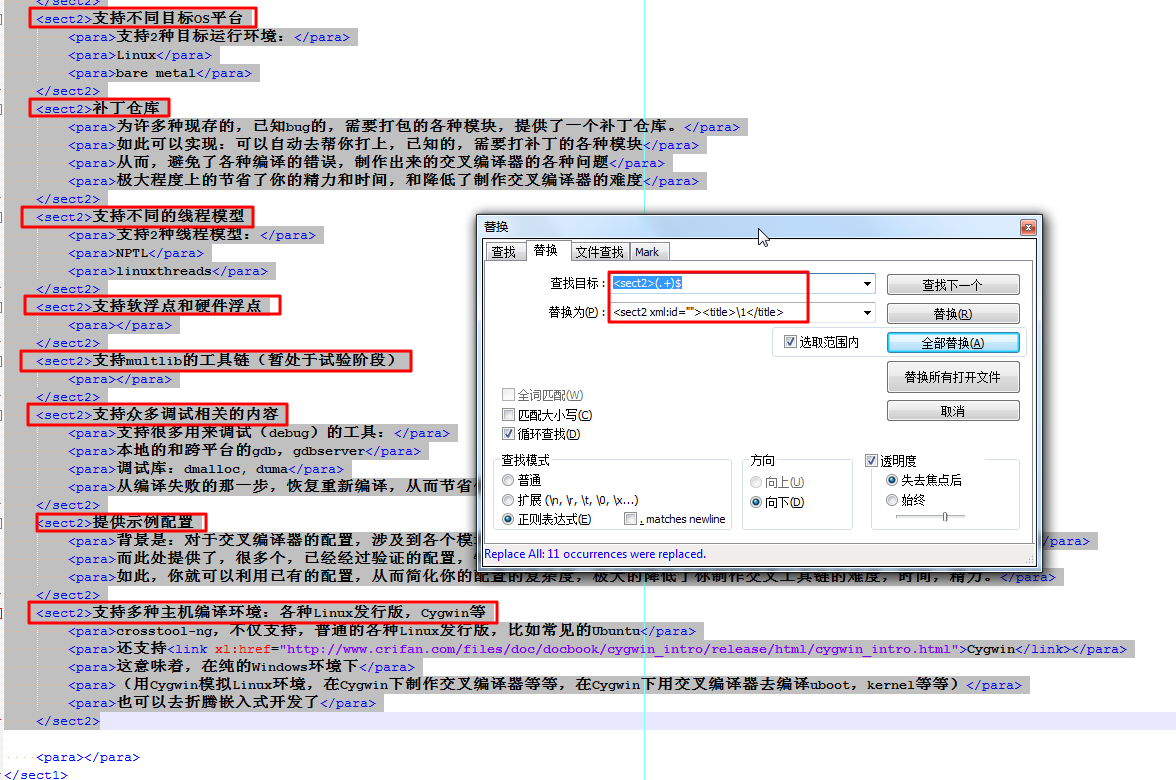 </sect2>
<sect2>支持不同目标OS平台
<para>支持2种目标运行环境：</para>
<para>Linux</para>
<para>bare metal</para>
</sect2>
<sect2>补丁仓库
<para>为许多种现存的，已知bug的，需要打包的各种模块，提供了一个补丁仓库。</para>
<para>如此可以实现：可以自动去帮你打上，已知的，需要打补丁的各种模块</para>
<para>从而，避免了各种编译的错误，制作出来的交叉编译器的各种问题</para>
<para>极大程度上的节省了你的精力和时间，和降低了制作交叉编译器的难度</para>
</sect2>
<sect2>支持不同的线程模型
<para>支持2种线程模型：</para>
<para>NPTL</para>
<para>linuxthreads</para>
</sect2>
<sect2>支持软浮点和硬件浮点
<para></para>
</sect2>
<sect2>支持multlib的工具链（暂处于试验阶段）
<para></para>
</sect2>
<sect2>支持众多调试相关的内容
<para>支持很多用来调试（debug）的工具：</para>
<para>本地的和跨平台的gdb，gdbserver</para>
<para>调试库：dmalloc, duma</para>
<para>从编译失败的那一步，恢复重新编译，从而节省
</sect2>
<sect2>提供示例配置
<para>背景是：对于交叉编译器的配置，涉及到各个模 para>
<para>而此处提供了，很多个，已经经过验证的配置，
<para>如此，你就可以利用已有的配置，从而简化你的配置的复杂度，极大的降低了你制作交叉工具链的难度，时间，精力。</para>
</sect2>
<sect2>支持多种主机编译环境：各种Linux发行版，Cygwin等
<para>crosstool-ng，不仅支持，普通的各种Linux发行版，比如常见的Ubuntu</para>
<para>还支持<link xl:href="http://www.crifan.com/files/doc/docbook/cygwin_intro/release/html/cygwin_intro.html">Cygwin</link></para>
<para>这意味着，在纯的Windows环境下</para>
<para>（用Cygwin模拟Linux环境，在Cygwin下制作交叉编译器等等，在Cygwin下用交叉编译器去编译uboot，kernel等等）</para>
<para>也可以去折腾嵌入式开发了</para>
</sect2>
<para></para>
</sect1>
替换
查找 替换 文件查找 Mark
查找目标： <sect2>(.+)$ 查找下一个
替换为(P)： <sect2 xml:id=""><title>\1</title> 替换(R)
选取范围内 全部替换(A)
替换所有打开文件
全词匹配(W)
匹配大小写(C) 取消
循环查找(D)
查找模式 方向 透明度
普通 向上(U) 失去焦点后
扩展 (\n, \r, \t, \0, \x...) 向下(D) 始终
正则表达式(E) . matches newline
Replace All: 11 occurrences were replaced.